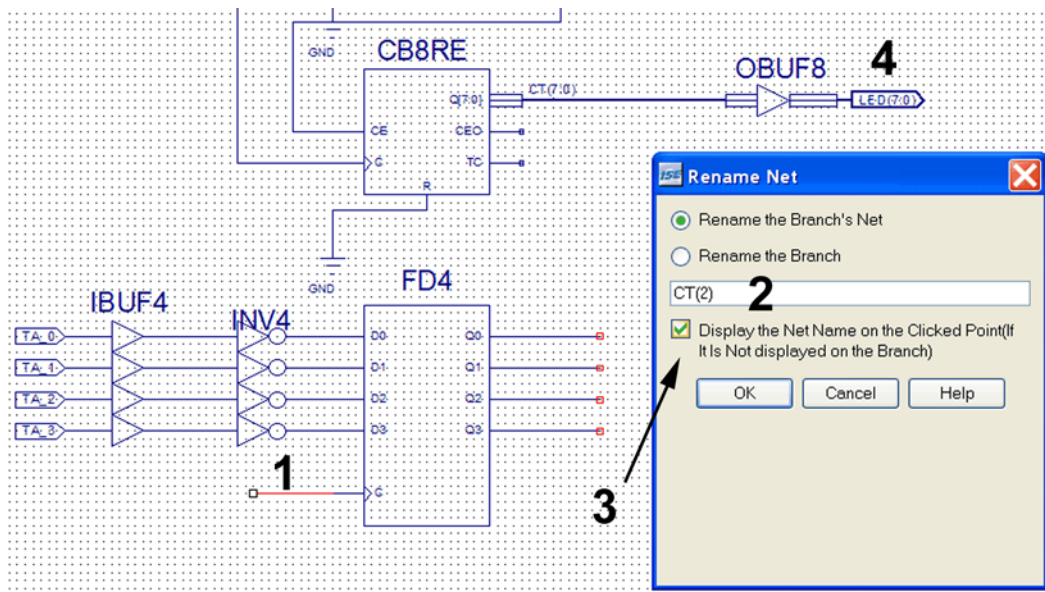 GND
CB8RE
Q[7:0]
CE
CEO
C
TC
R
CT(7:0)
OBUF8
4
LED(7:0)
GND
FD4
IBUF4
INV4
TA_0
TA_1
TA_2
TA_3
D0
D1
D2
D3
Q0
Q1
Q2
Q3
C
1
ISE Rename Net
Rename the Branch's Net
Rename the Branch
CT(2)
2
Display the Net Name on the Clicked Point(If
It Is Not displayed on the Branch)
OK Cancel Help
3